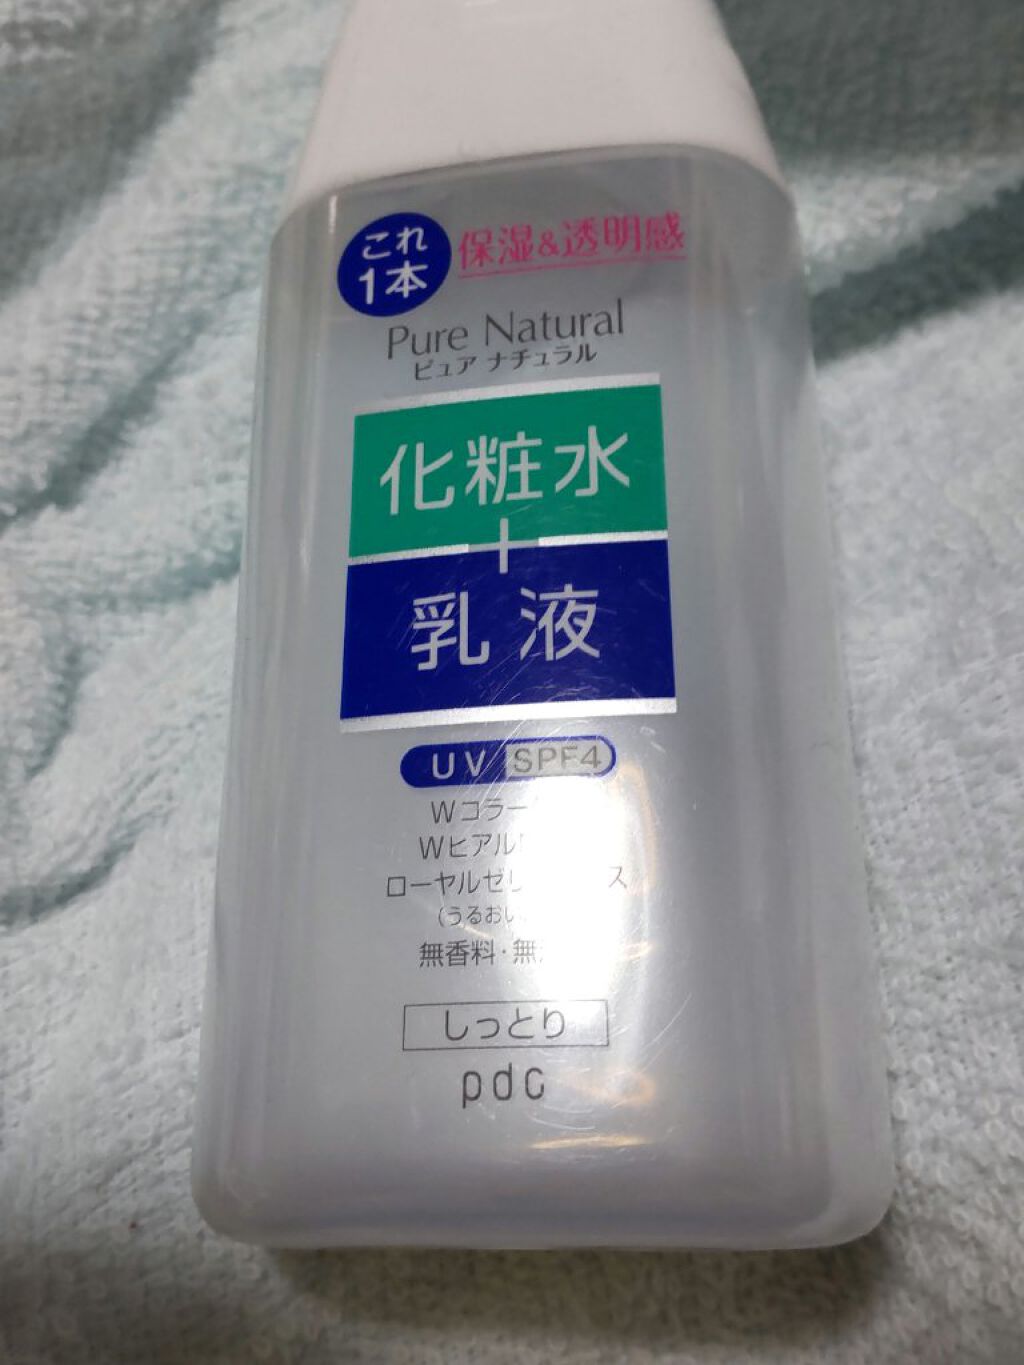 これ
1本
保湿&透明感
Pure Natural
ピュア ナチュラル
化粧水
+
乳液
UV SPF4
Wコラー
Wヒアル
ローヤルゼリ ス
(うるおい
無香料・無
しっとり
pdc